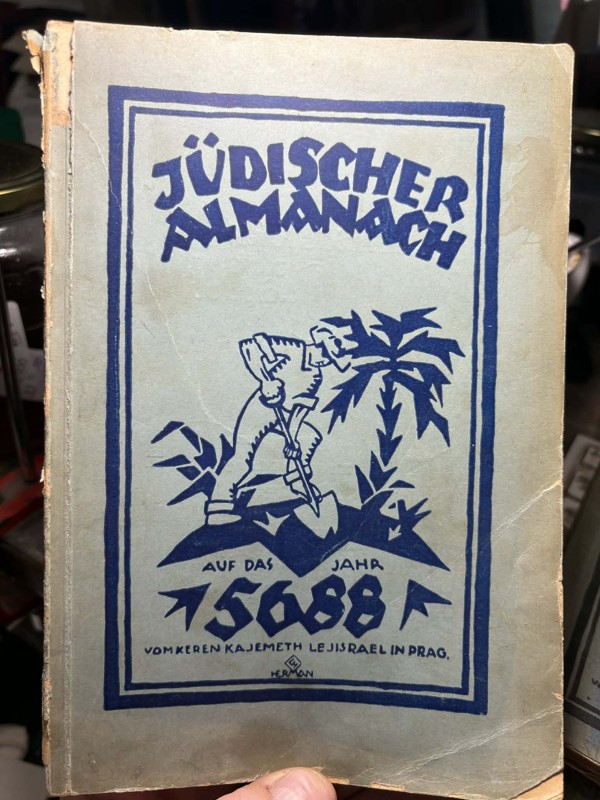 JÜDISCHER
ALMANACH
AUF DAS JAHR
5688
VOM KEREN KAJEMETH LEJISRAEL IN PRAG.
HERMAN